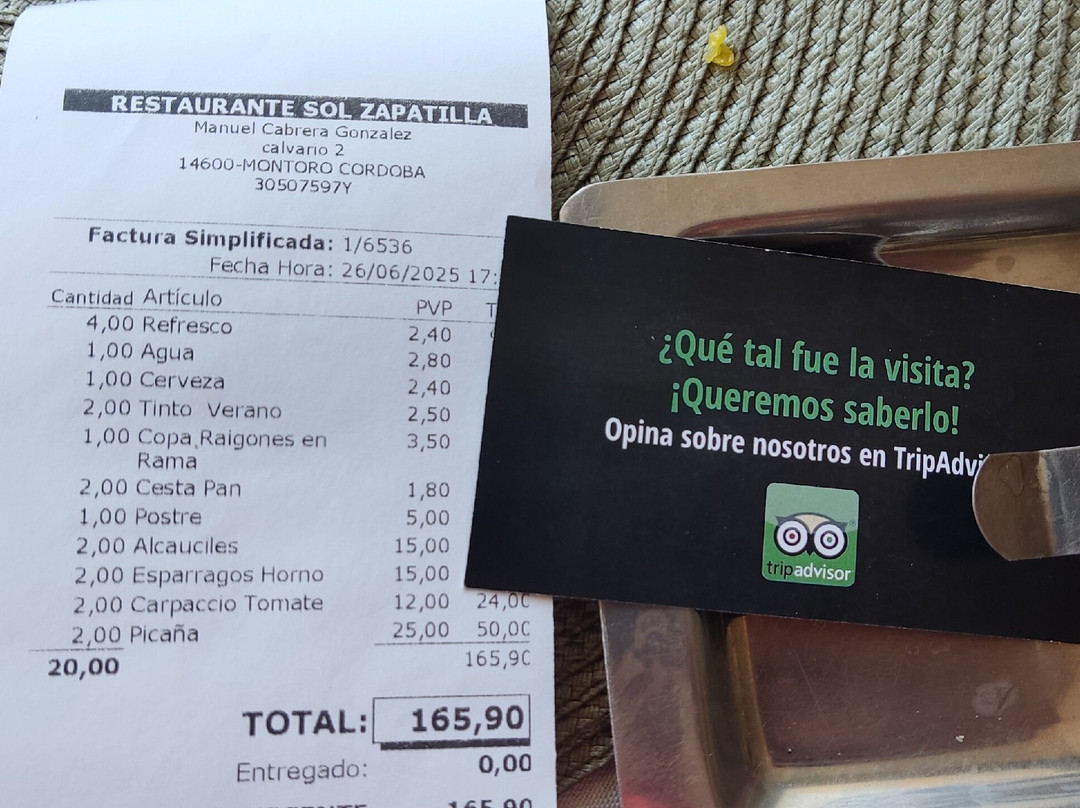 RESTAURANTE SOL ZAPATILLA
Manuel Cabrera Gonzalez
calvario 2
14600-MONTORO CORDOBA
30507597Y
Factura Simplificada: 1/6536
Fecha Hora: 26/06/2025 17:
Cantidad Artículo PVP T
4,00 Refresco 2,40
1,00 Agua 2,80
1,00 Cerveza 2,40
2,00 Tinto Verano 2,50
1,00 Copa Raigones en 3,50
Rama
2,00 Cesta Pan 1,80
1,00 Postre 5,00
2,00 Alcauciles 15,00
2,00 Esparragos Horno 15,00
2,00 Carpaccio Tomate 12,00 24,00
2,00 Picaña 25,00 50,00
20,00 165,90
TOTAL: 165,90
Entregado: 0,00
165,90
¿Qué tal fue la visita?
¡Queremos saberlo!
Opina sobre nosotros en TripAdvi
tripadvisor